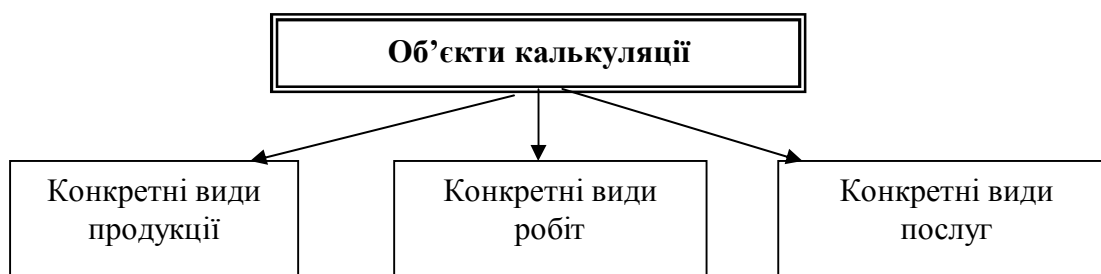 Об’єкти калькуляції
Конкретні види
продукції
Конкретні види
робіт
Конкретні види
послуг